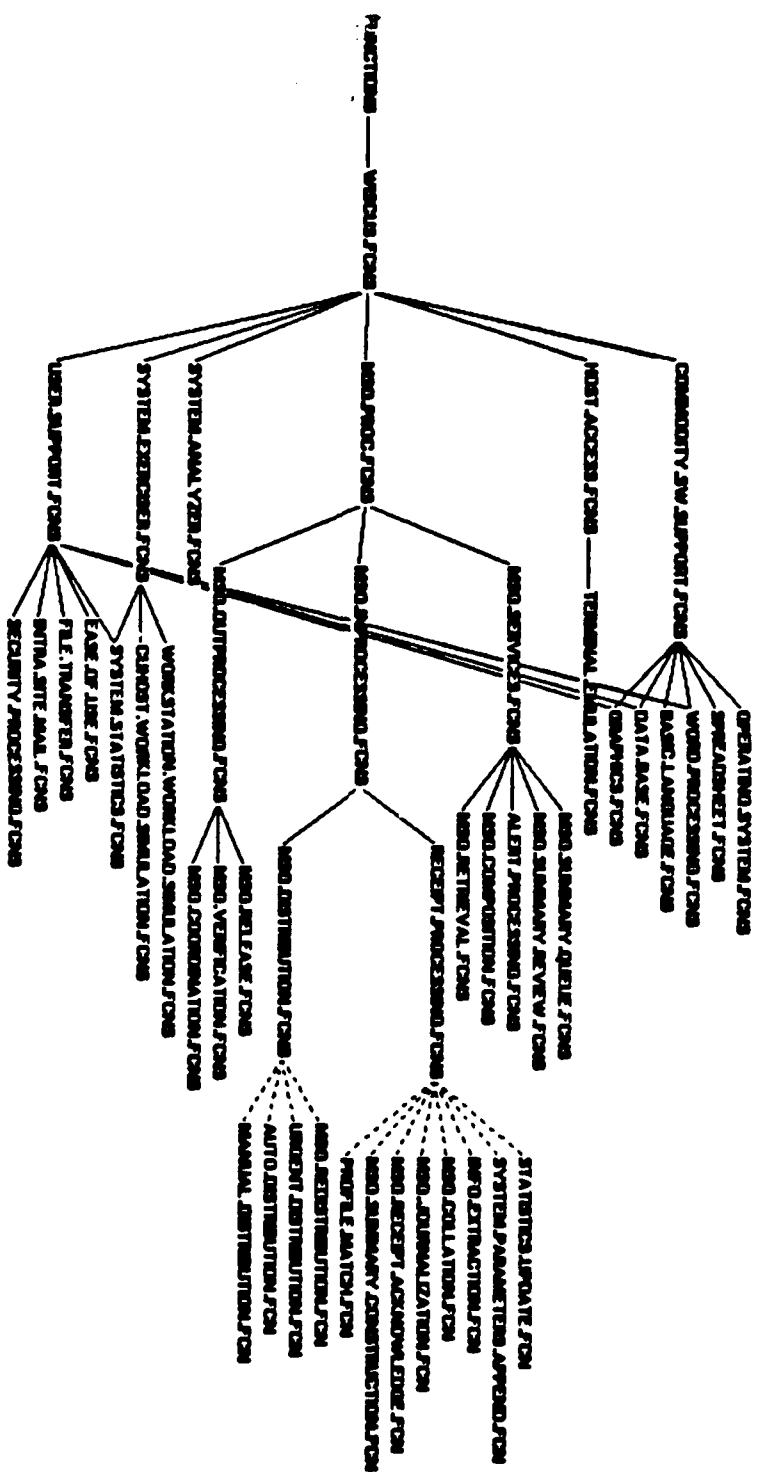 FUNCTIONS
COMMODITY.SW.SUPPORT.FCNS
HOST.ACCESS.FCNS
MSG.PROC.FCNS
SYSTEM.ANALYZER.FCNS
SYSTEM.EXERCISER.FCNS
USER.SUPPORT.FCNS
OPERATING.SYSTEM.FCNS
SPREADSHEET.FCNS
WORD.PROCESSING.FCNS
BASIC.LANGUAGE.FCNS
DATA.BASE.FCNS
GRAPHICS.FCNS
TERMINAL.EMULATION.FCNS
MSG.SERVICES.FCNS
MSG.INPROCESSING.FCNS
MSG.OUTPROCESSING.FCNS
WORK.STATION.WORKLOAD.SIMULATION.FCNS
CI.HOST.WORKLOAD.SIMULATION.FCNS
SYSTEM.STATISTICS.FCNS
EASE.OF.USE.FCNS
FILE.TRANSFER.FCNS
INTRA.SITE.MAIL.FCNS
SECURITY.PROCESSING.FCNS
MSG.SUMMARY.QUEUE.FCNS
MSG.SUMMARY.REVIEW.FCNS
ALERT.PROCESSING.FCNS
MSG.COMPOSITION.FCNS
MSG.RETRIEVAL.FCNS
RECEIPT.PROCESSING.FCNS
MSG.DISTRIBUTION.FCNS
MSG.RELEASE.FCNS
MSG.VERIFICATION.FCNS
MSG.COORDINATION.FCNS
STATISTICS.UPDATE.FCN
SYSTEM.PARAMETERS.APPEND.FCN
INFO.EXTRACTION.FCN
MSG.COLLATION.FCN
MSG.JOURNALIZATION.FCN
MSG.RECEIPT.ACKNOWLEDGE.FCN
MSG.SUMMARY.CONSTRUCTION.FCN
PROFILE.MATCH.FCN
MSG.REDISTRIBUTION.FCN
URGENT.DISTRIBUTION.FCN
AUTO.DISTRIBUTION.FCN
MANUAL.DISTRIBUTION.FCN